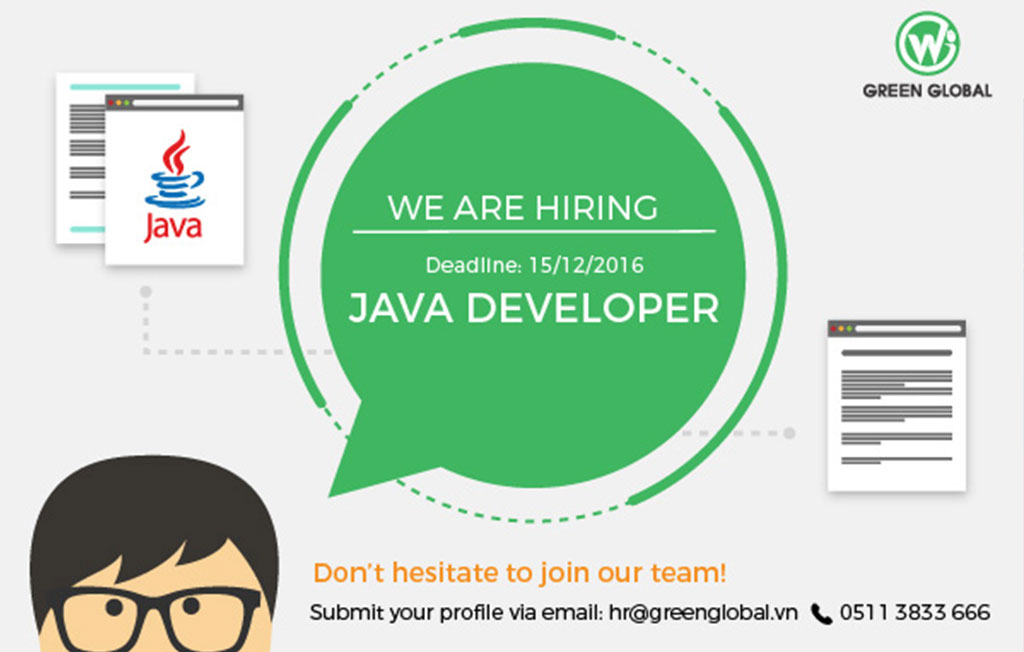 GREEN GLOBAL
Java
WE ARE HIRING
Deadline: 15/12/2016
JAVA DEVELOPER
Don't hesitate to join our team!
Submit your profile via email: hr@greenglobal.vn 0511 3833 666